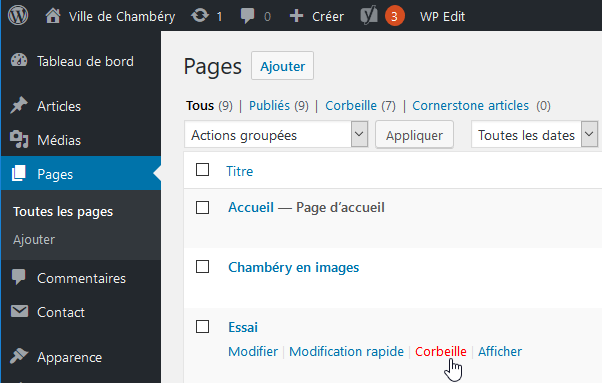 Ville de Chambéry 1 0 + Créer 3 WP Edit
Tableau de bord
Articles
Médias
Pages
Toutes les pages
Ajouter
Commentaires
Contact
Apparence
Pages Ajouter
Tous (9) | Publiés (9) | Corbeille (7) | Cornerstone articles (0)
Actions groupées Appliquer Toutes les dates
Titre
Accueil — Page d’accueil
Chambéry en images
Essai
Modifier | Modification rapide | Corbeille | Afficher